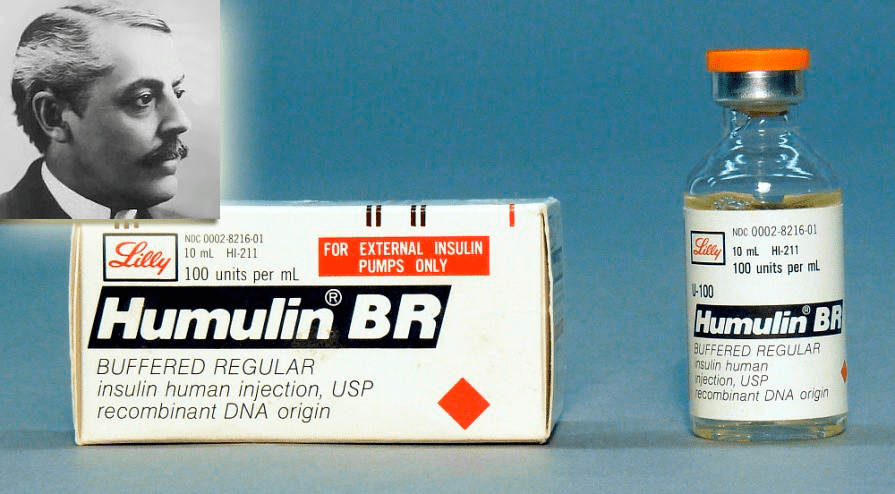 Lilly
NDC 0002-8216-01
10 mL HI-211
100 units per mL
FOR EXTERNAL INSULIN
PUMPS ONLY
Humulin® BR
BUFFERED REGULAR
insulin human injection, USP
recombinant DNA origin
Lilly
NDC 0002-8216-01
10 mL HI-211
100 units per mL
U-100
Humulin® BR
BUFFERED REGULAR
insulin human
injection, USP
recombinant DNA origin